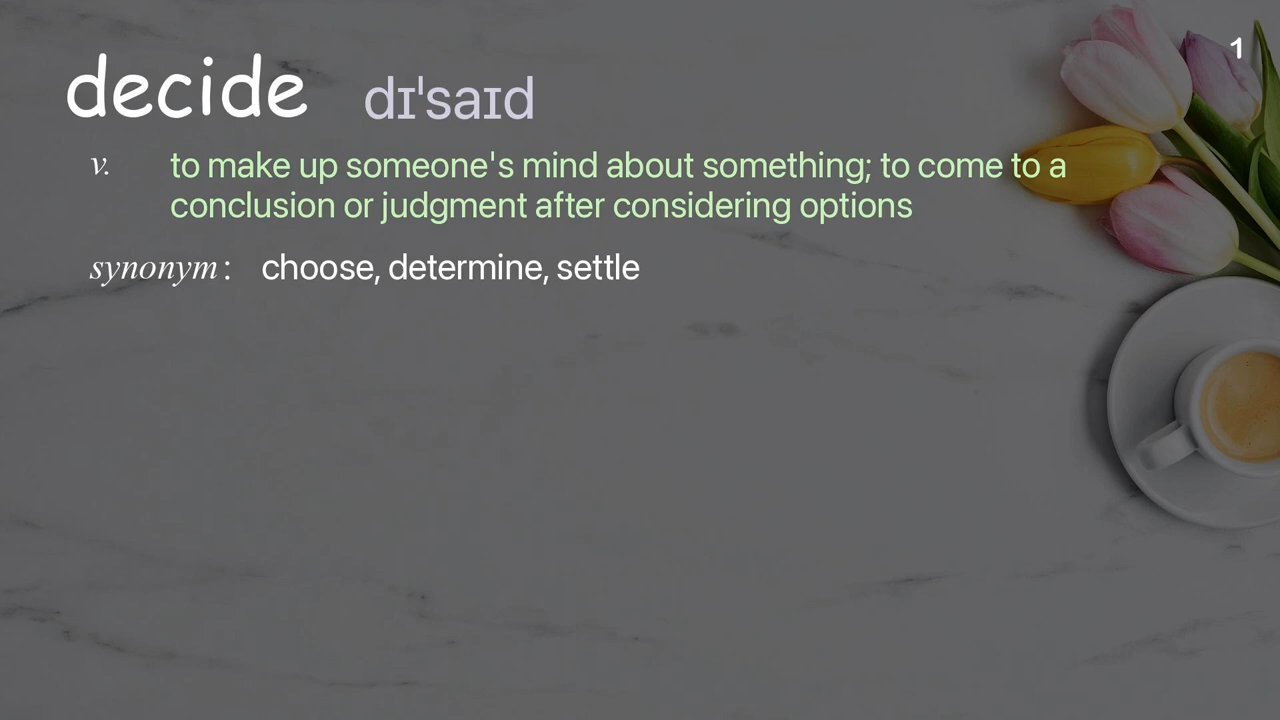 1
decide dɪˈsaɪd
v. to make up someone's mind about something; to come to a
conclusion or judgment after considering options
synonym: choose, determine, settle